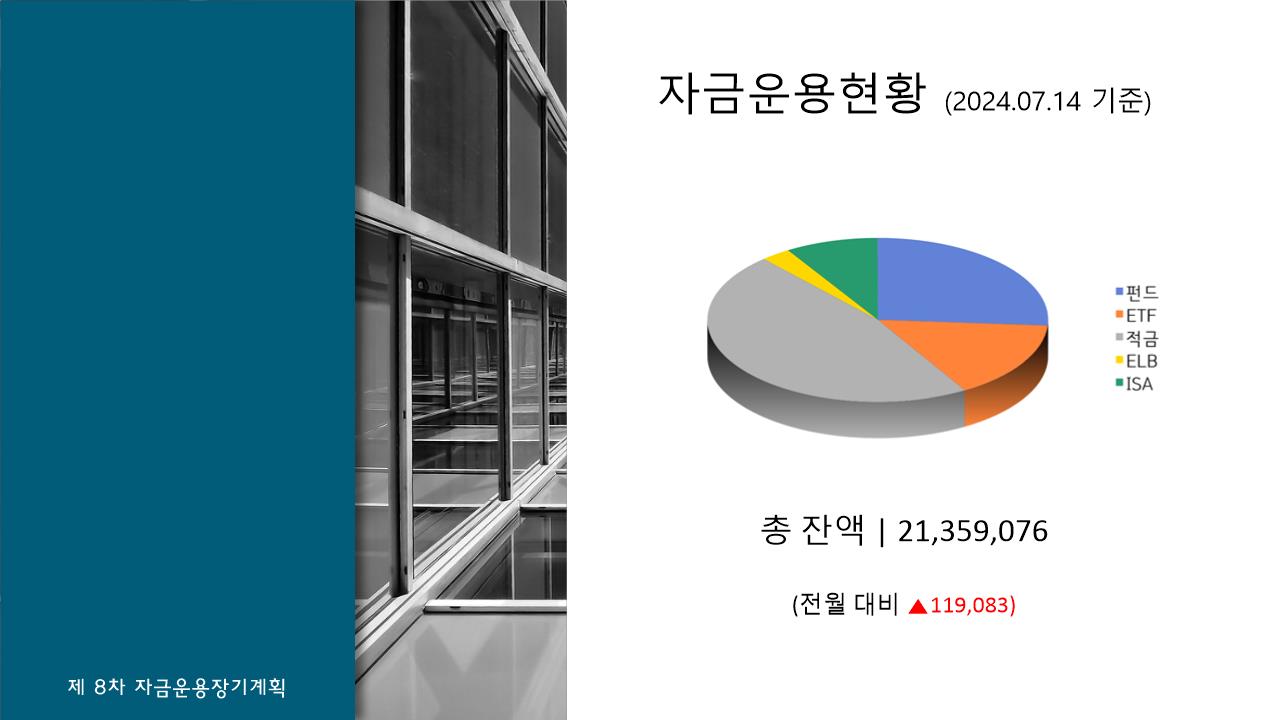 자금운용현황 (2024.07.14 기준)
펀드
ETF
적금
ELB
ISA
총 잔액 | 21,359,076
(전월 대비 ▲119,083)
제 8차 자금운용장기계획